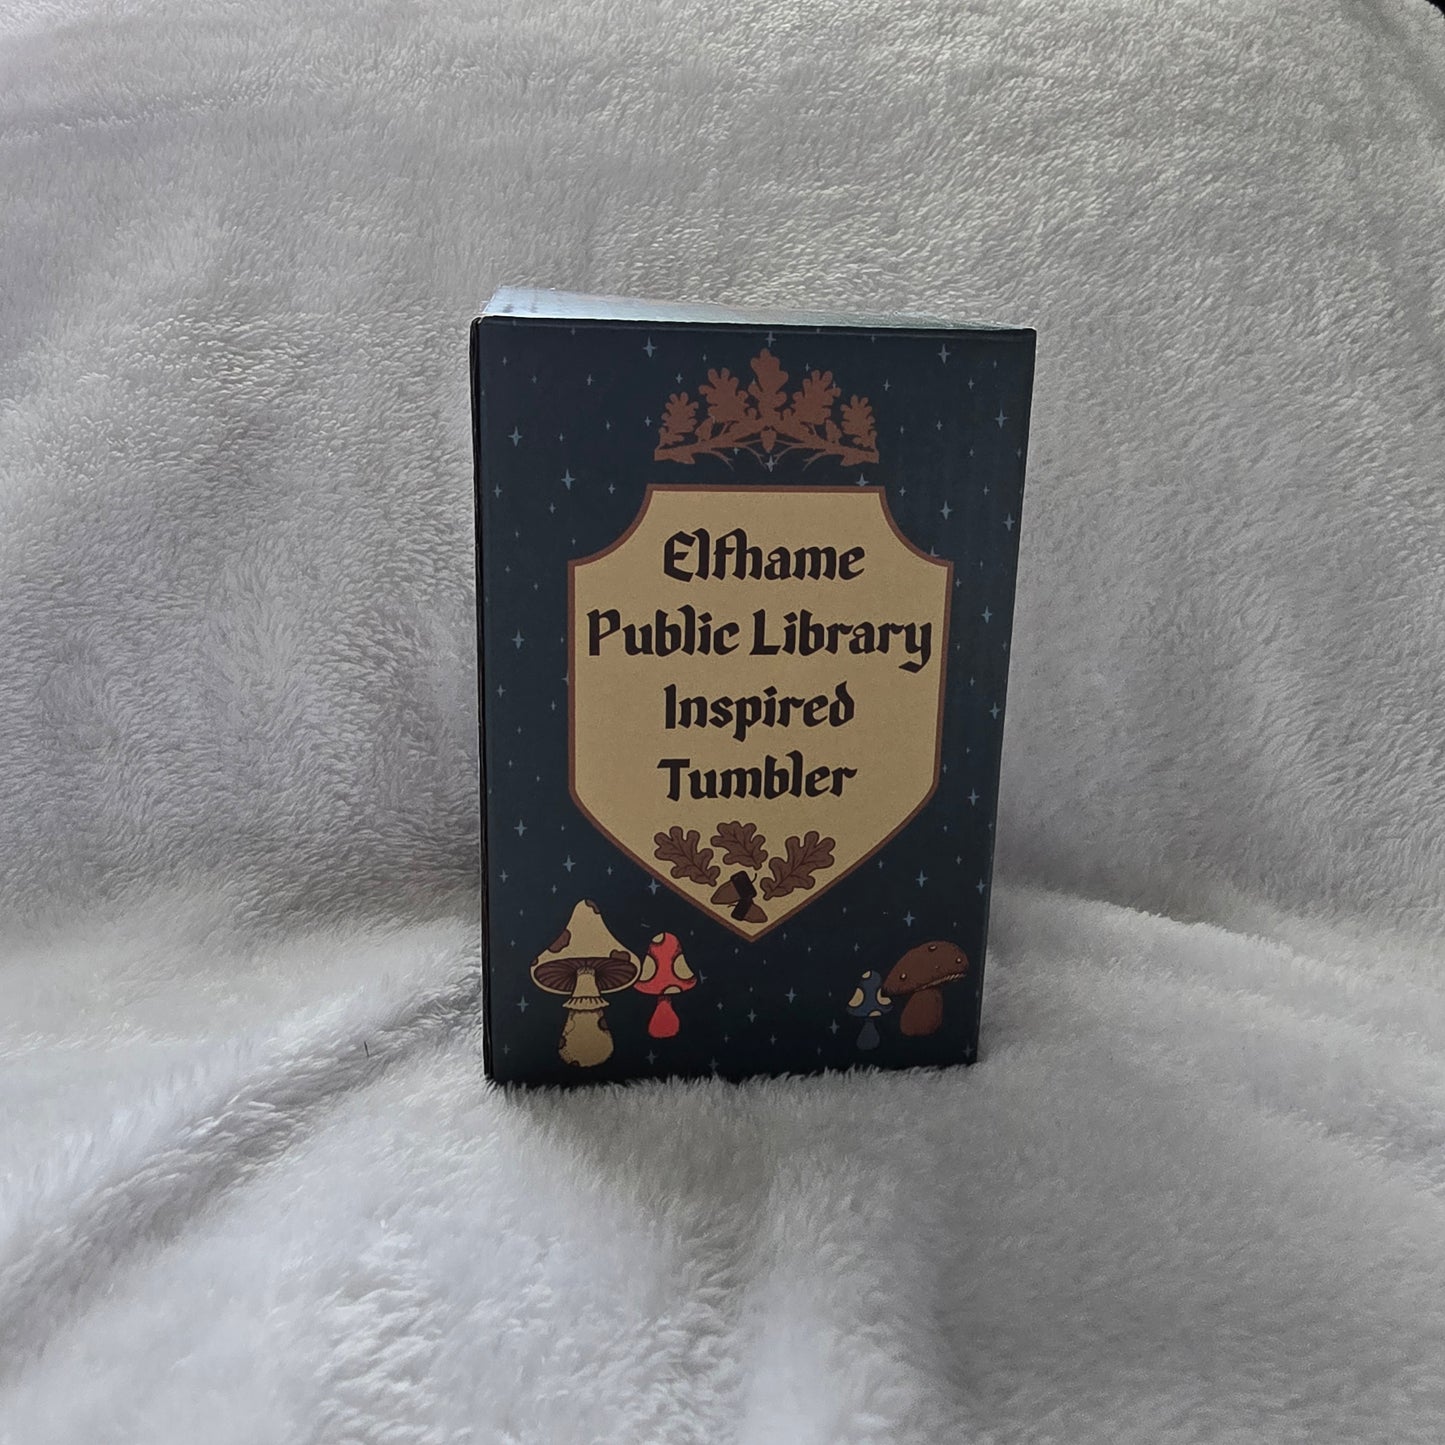 Elfhame
Public Library
Inspired
Tumbler